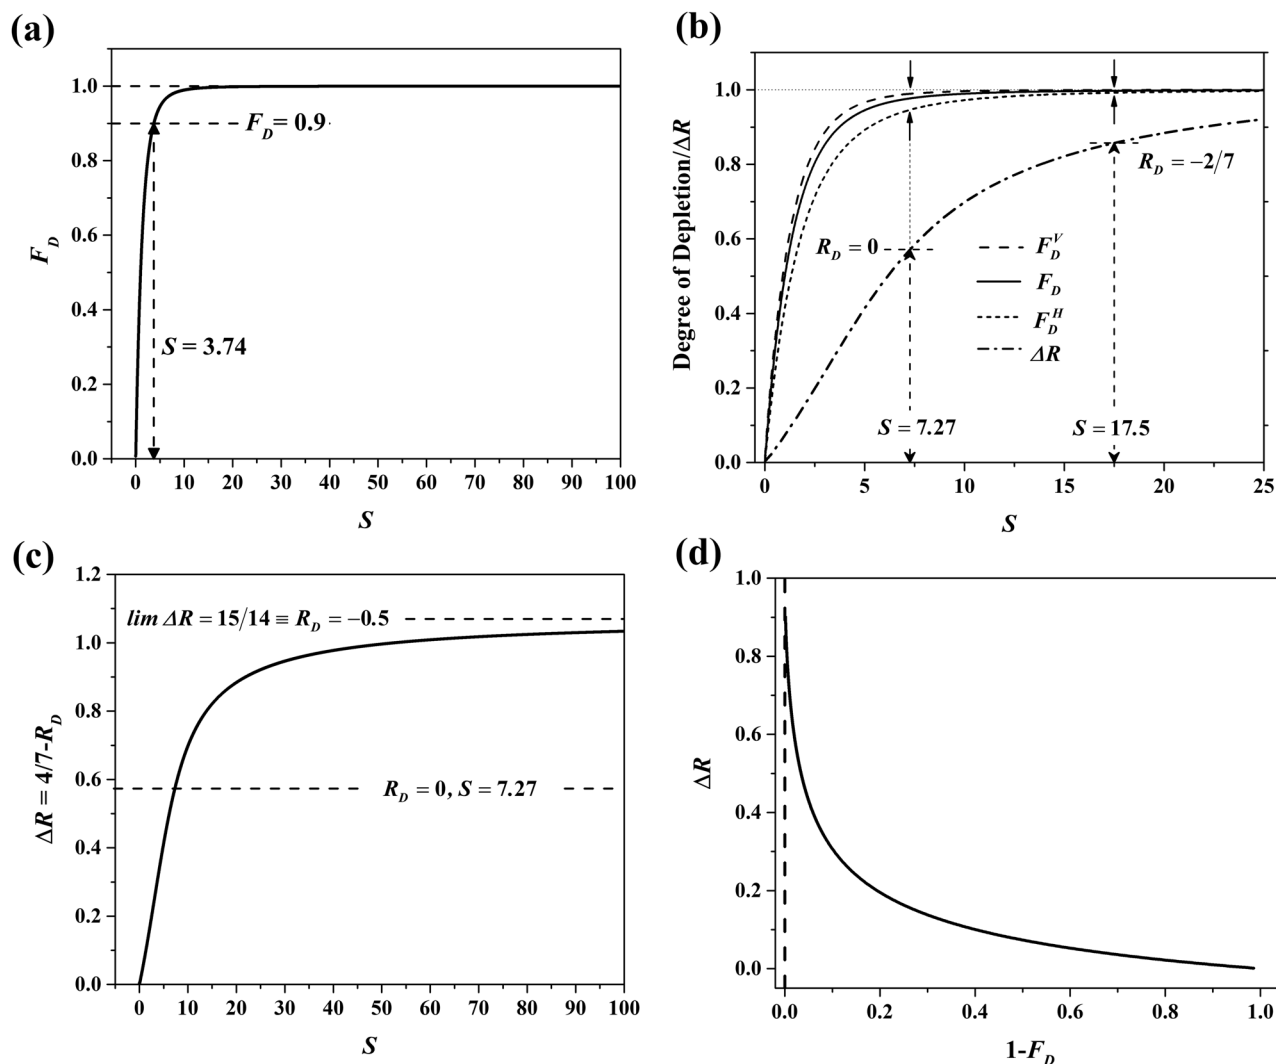 (a)
1.0
0.8
0.6
0.4
0.2
0.0
F_D
F_D = 0.9
S = 3.74
0 10 20 30 40 50 60 70 80 90 100
S
(b)
1.0
0.8
0.6
0.4
0.2
0.0
Degree of Depletion/ΔR
R_D = −2/7
R_D = 0
F_D^V
F_D
F_D^H
ΔR
S = 7.27
S = 17.5
0 5 10 15 20 25
S
(c)
1.2
1.0
0.8
0.6
0.4
0.2
0.0
ΔR = 4/7-R_D
lim ΔR = 15/14 ≡ R_D = −0.5
R_D = 0, S = 7.27
0 10 20 30 40 50 60 70 80 90 100
S
(d)
1.0
0.8
0.6
0.4
0.2
0.0
ΔR
0.0 0.2 0.4 0.6 0.8 1.0
1-F_D